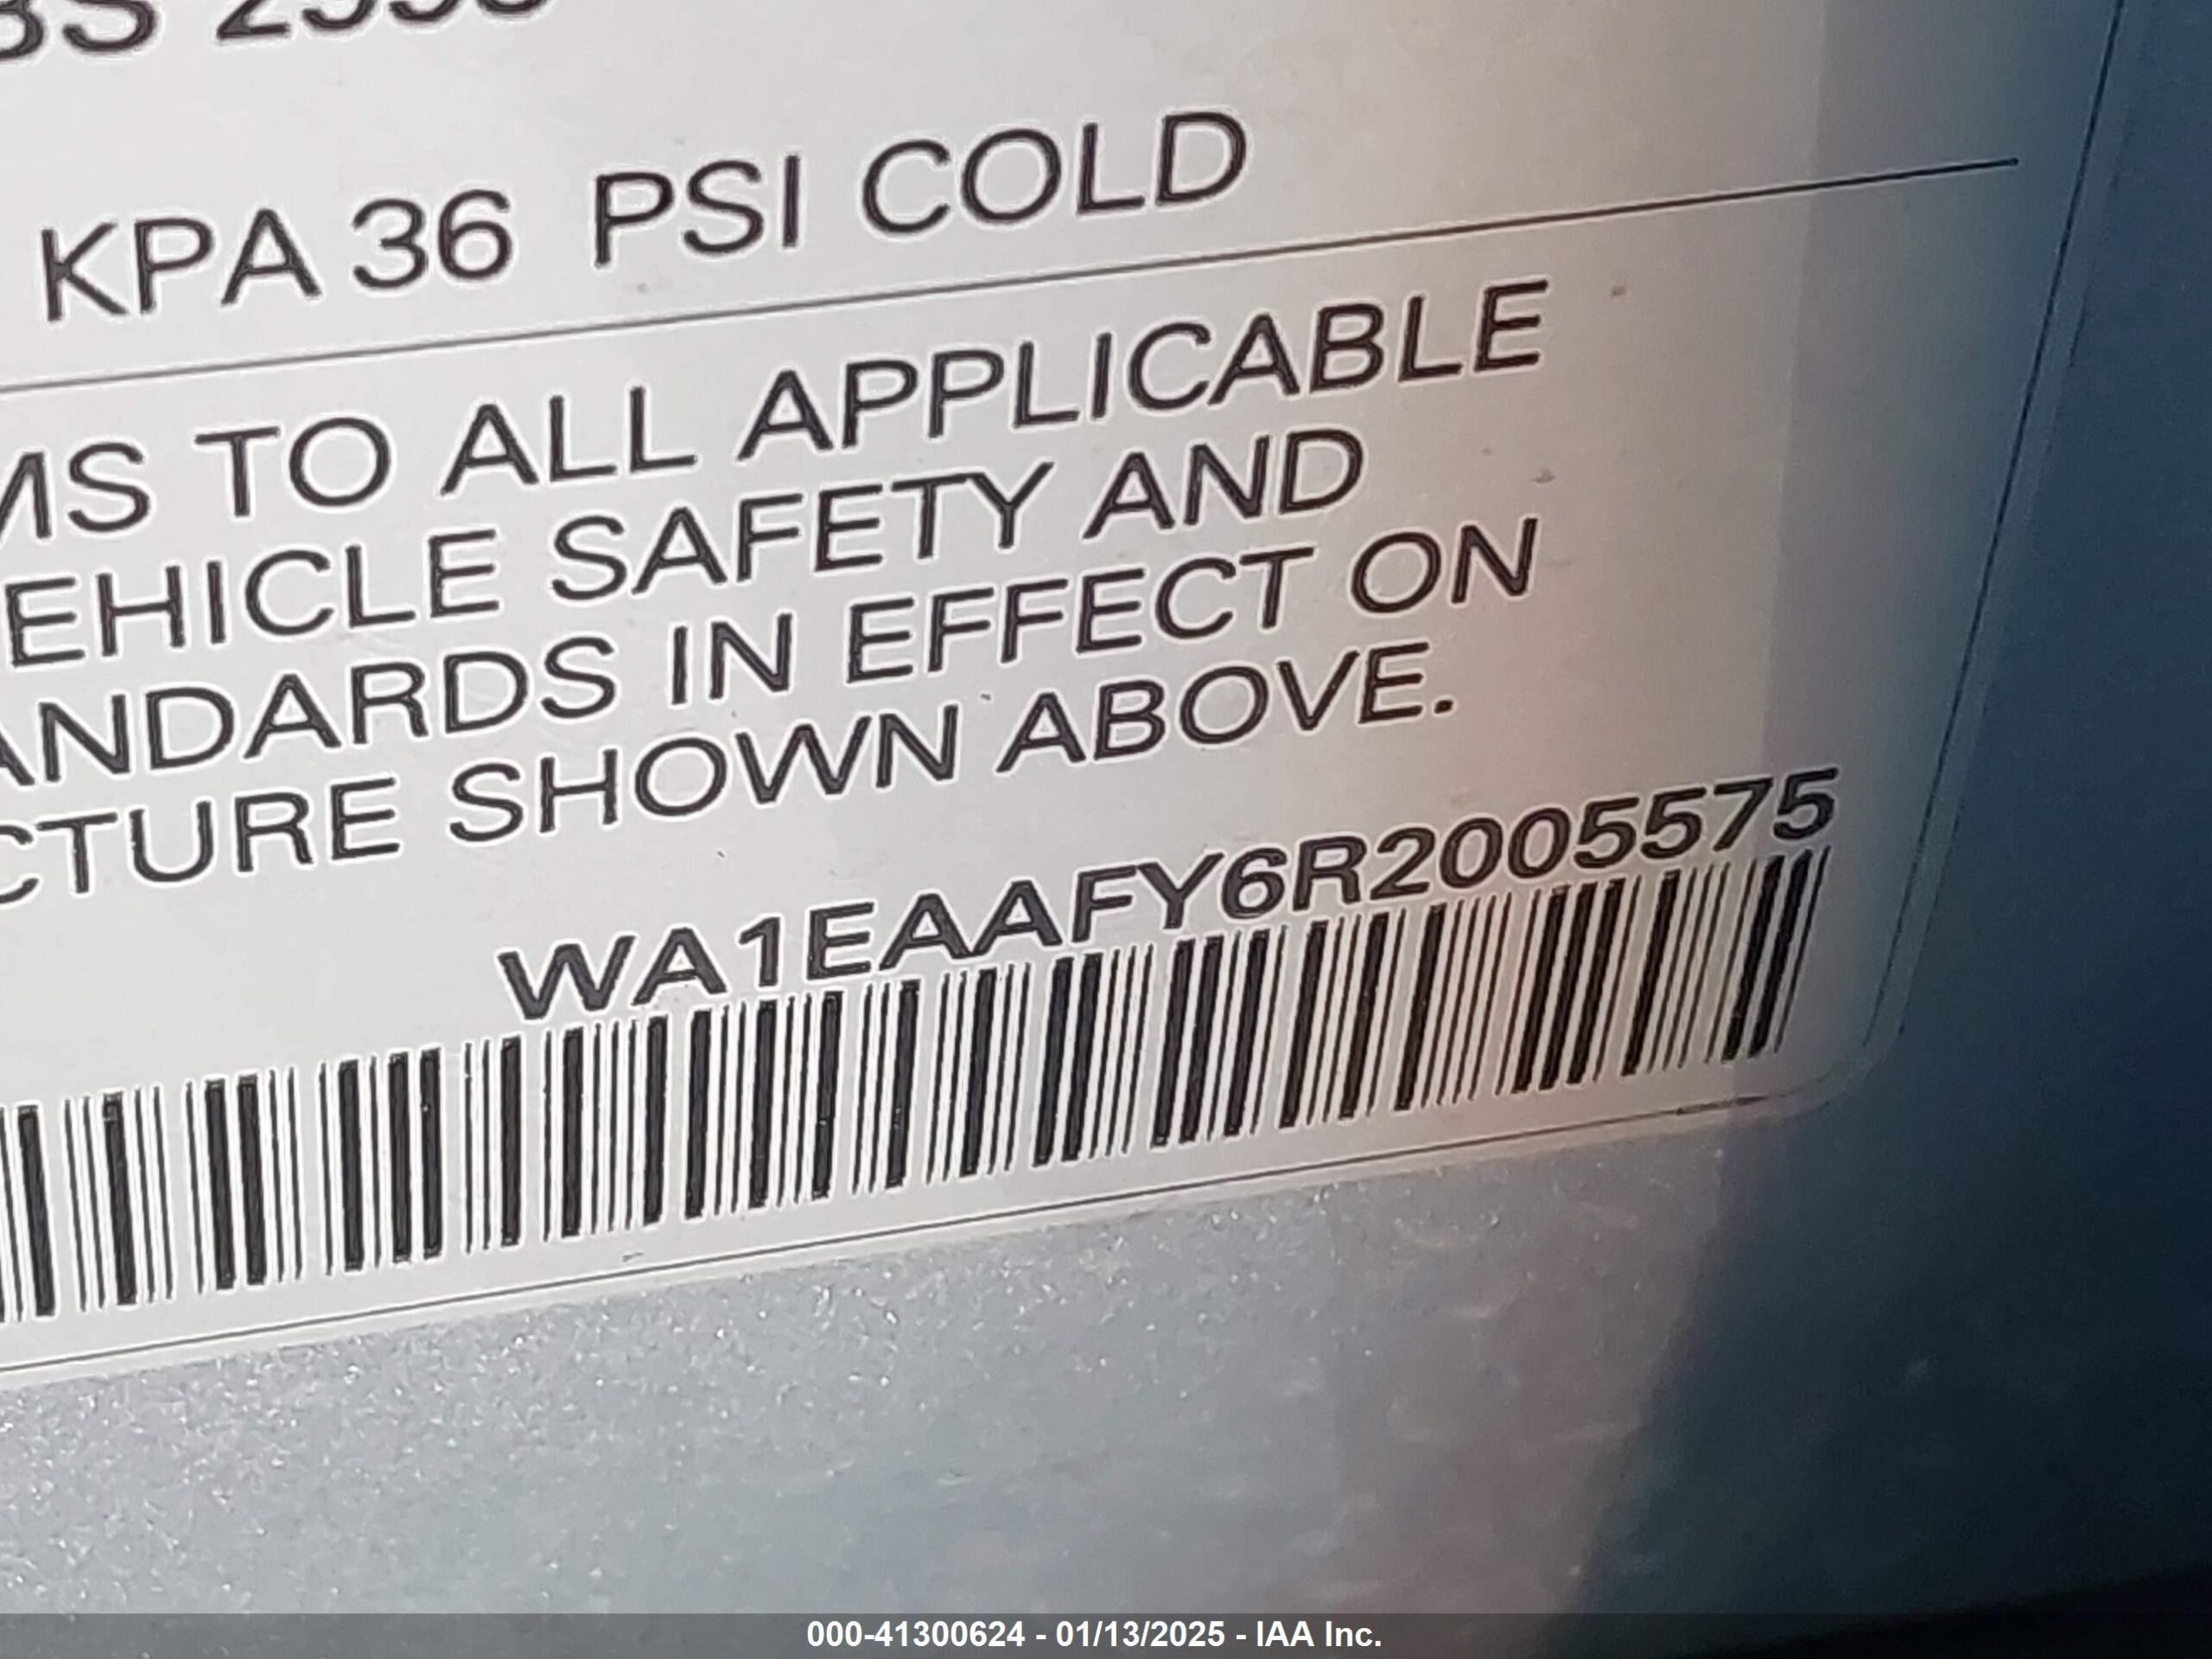 KPA 36 PSI COLD
MS TO ALL APPLICABLE
EHICLE SAFETY AND
ANDARDS IN EFFECT ON
CTURE SHOWN ABOVE.
WA1EAAFY6R2005575
000-41300624 - 01/13/2025 - IAA Inc.